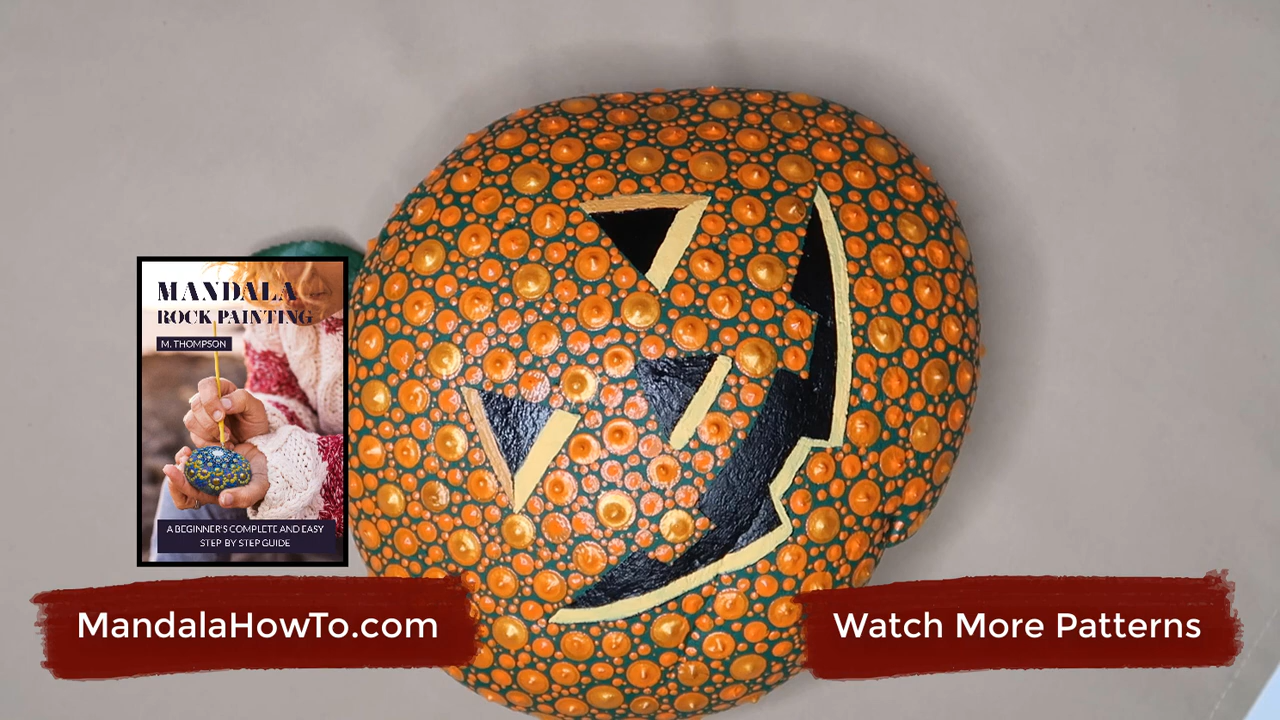 MANDALA
ROCK PAINTING
M. THOMPSON
A BEGINNER'S COMPLETE AND EASY
STEP BY STEP GUIDE
MandalaHowTo.com
Watch More Patterns